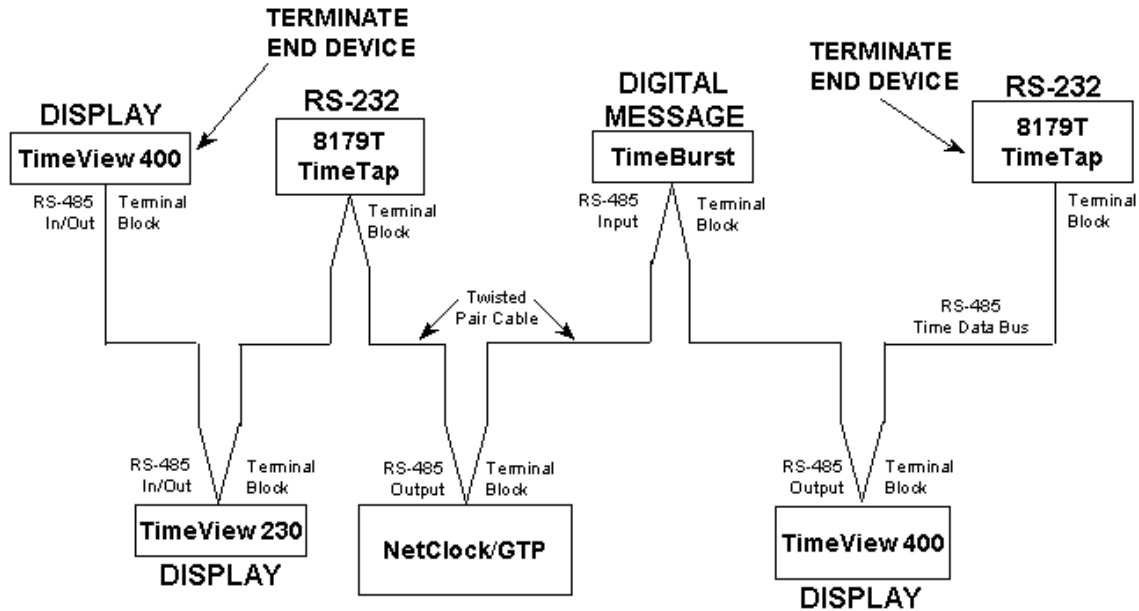 TERMINATE
END DEVICE
DISPLAY
TimeView 400
RS-485
In/Out
Terminal
Block
RS-232
8179T
TimeTap
Terminal
Block
DIGITAL
MESSAGE
TimeBurst
RS-485
Input
Terminal
Block
TERMINATE
END DEVICE
RS-232
8179T
TimeTap
Terminal
Block
Twisted
Pair Cable
RS-485
Time Data Bus
RS-485
In/Out
Terminal
Block
TimeView 230
DISPLAY
RS-485
Output
Terminal
Block
NetClock/GTP
RS-485
Output
Terminal
Block
TimeView 400
DISPLAY